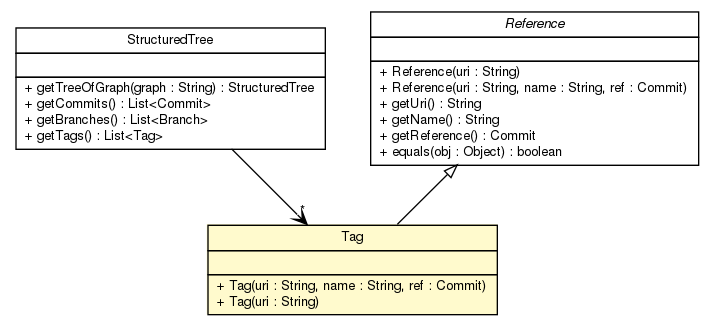 StructuredTree
+ getTreeOfGraph(graph : String) : StructuredTree
+ getCommits() : List<Commit>
+ getBranches() : List<Branch>
+ getTags() : List<Tag>
Reference
+ Reference(uri : String)
+ Reference(uri : String, name : String, ref : Commit)
+ getUri() : String
+ getName() : String
+ getReference() : Commit
+ equals(obj : Object) : boolean
*
Tag
+ Tag(uri : String, name : String, ref : Commit)
+ Tag(uri : String)